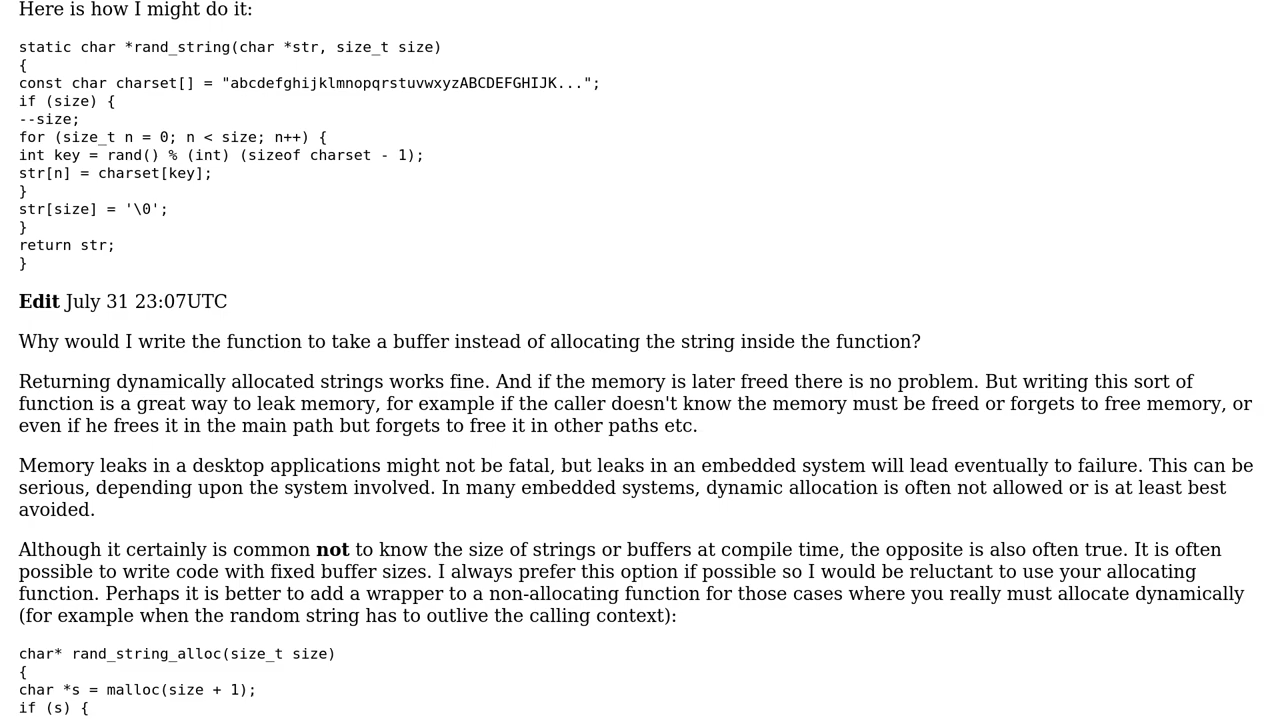 Here is how I might do it:
static char *rand_string(char *str, size_t size)
{
const char charset[] = "abcdefghijklmnopqrstuvwxyzABCDEFGHIJK...";
if (size) {
--size;
for (size_t n = 0; n < size; n++) {
int key = rand() % (int) (sizeof charset - 1);
str[n] = charset[key];
}
str[size] = '\0';
}
return str;
}
Edit July 31 23:07UTC
Why would I write the function to take a buffer instead of allocating the string inside the function?
Returning dynamically allocated strings works fine. And if the memory is later freed there is no problem. But writing this sort of
function is a great way to leak memory, for example if the caller doesn't know the memory must be freed or forgets to free memory, or
even if he frees it in the main path but forgets to free it in other paths etc.
Memory leaks in a desktop applications might not be fatal, but leaks in an embedded system will lead eventually to failure. This can be
serious, depending upon the system involved. In many embedded systems, dynamic allocation is often not allowed or is at least best
avoided.
Although it certainly is common not to know the size of strings or buffers at compile time, the opposite is also often true. It is often
possible to write code with fixed buffer sizes. I always prefer this option if possible so I would be reluctant to use your allocating
function. Perhaps it is better to add a wrapper to a non-allocating function for those cases where you really must allocate dynamically
(for example when the random string has to outlive the calling context):
char* rand_string_alloc(size_t size)
{
char *s = malloc(size + 1);
if (s) {